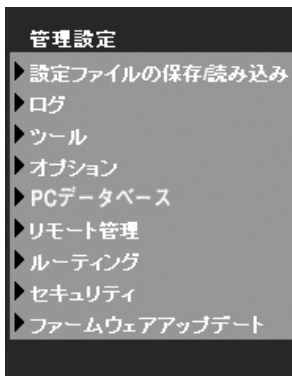 管理設定
設定ファイルの保存/読み込み
ログ
ツール
オプション
PCデータベース
リモート管理
ルーティング
セキュリティ
ファームウェアアップデート